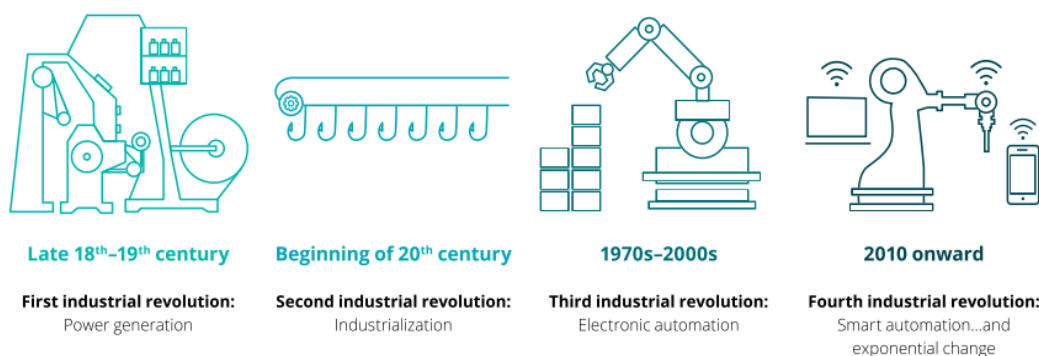 Late 18th–19th century
First industrial revolution:
Power generation
Beginning of 20th century
Second industrial revolution:
Industrialization
1970s–2000s
Third industrial revolution:
Electronic automation
2010 onward
Fourth industrial revolution:
Smart automation...and
exponential change